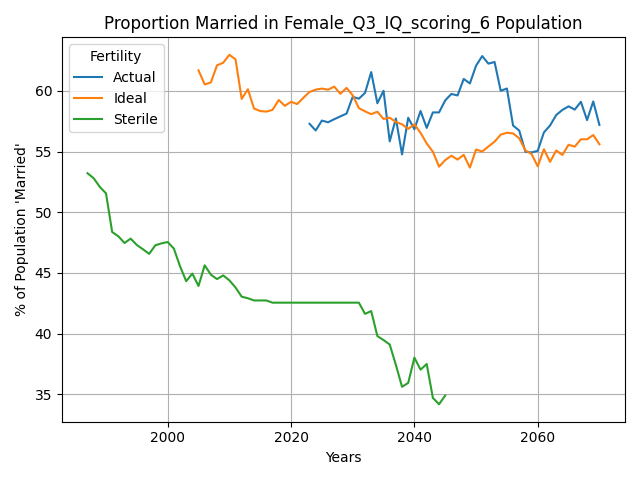 Proportion Married in Female_Q3_IQ_scoring_6 Population
Fertility
Actual
Ideal
Sterile
% of Population 'Married'
60
55
50
45
40
35
2000
2020
2040
2060
Years